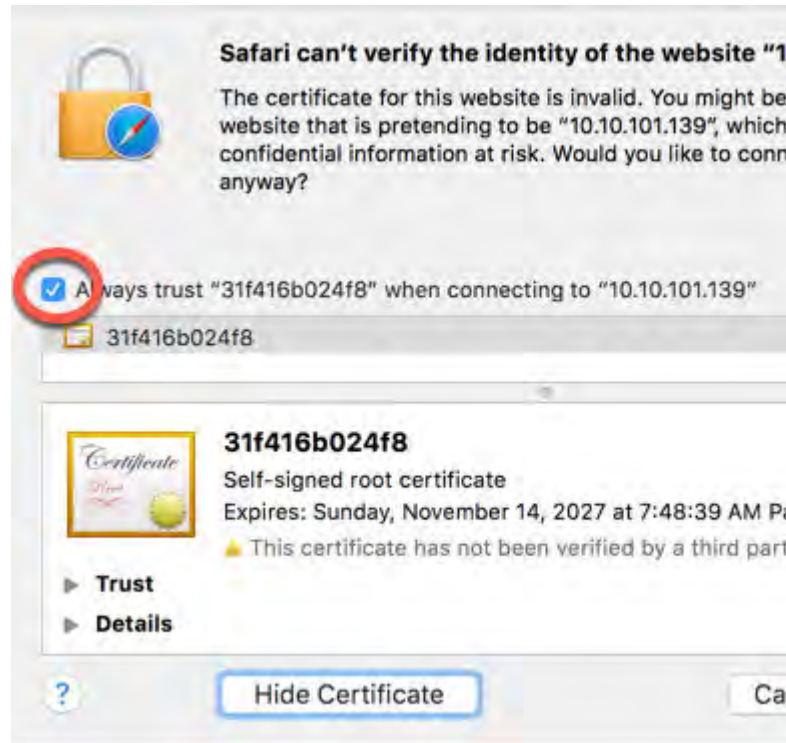 Safari can't verify the identity of the website "1
The certificate for this website is invalid. You might be
website that is pretending to be "10.10.101.139", which
confidential information at risk. Would you like to conn
anyway?
Always trust "31f416b024f8" when connecting to "10.10.101.139"
31f416b024f8
Certificate
Root
31f416b024f8
Self-signed root certificate
Expires: Sunday, November 14, 2027 at 7:48:39 AM Pa
This certificate has not been verified by a third part
Trust
Details
? Hide Certificate Ca